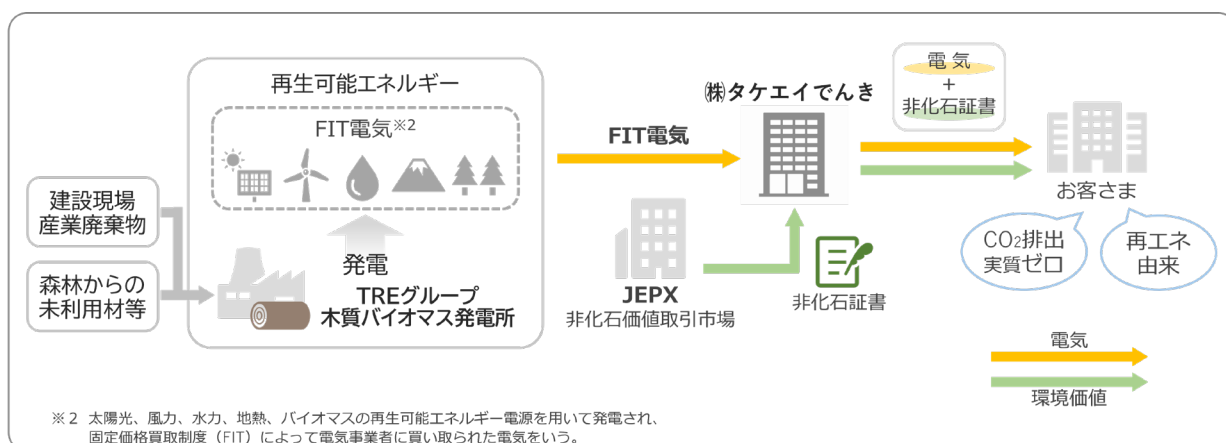 再生可能エネルギー
FIT電気※2
建設現場
産業廃棄物
森林からの
未利用材等
発電
TREグループ
木質バイオマス発電所
FIT電気
㈱タケエイでんき
JEPX
非化石価値取引市場
非化石証書
電 気
+
非化石証書
お客さま
CO2排出
実質ゼロ
再エネ
由来
電気
環境価値
※2 太陽光、風力、水力、地熱、バイオマスの再生可能エネルギー電源を用いて発電され、
固定価格買取制度（FIT）によって電気事業者に買い取られた電気をいう。